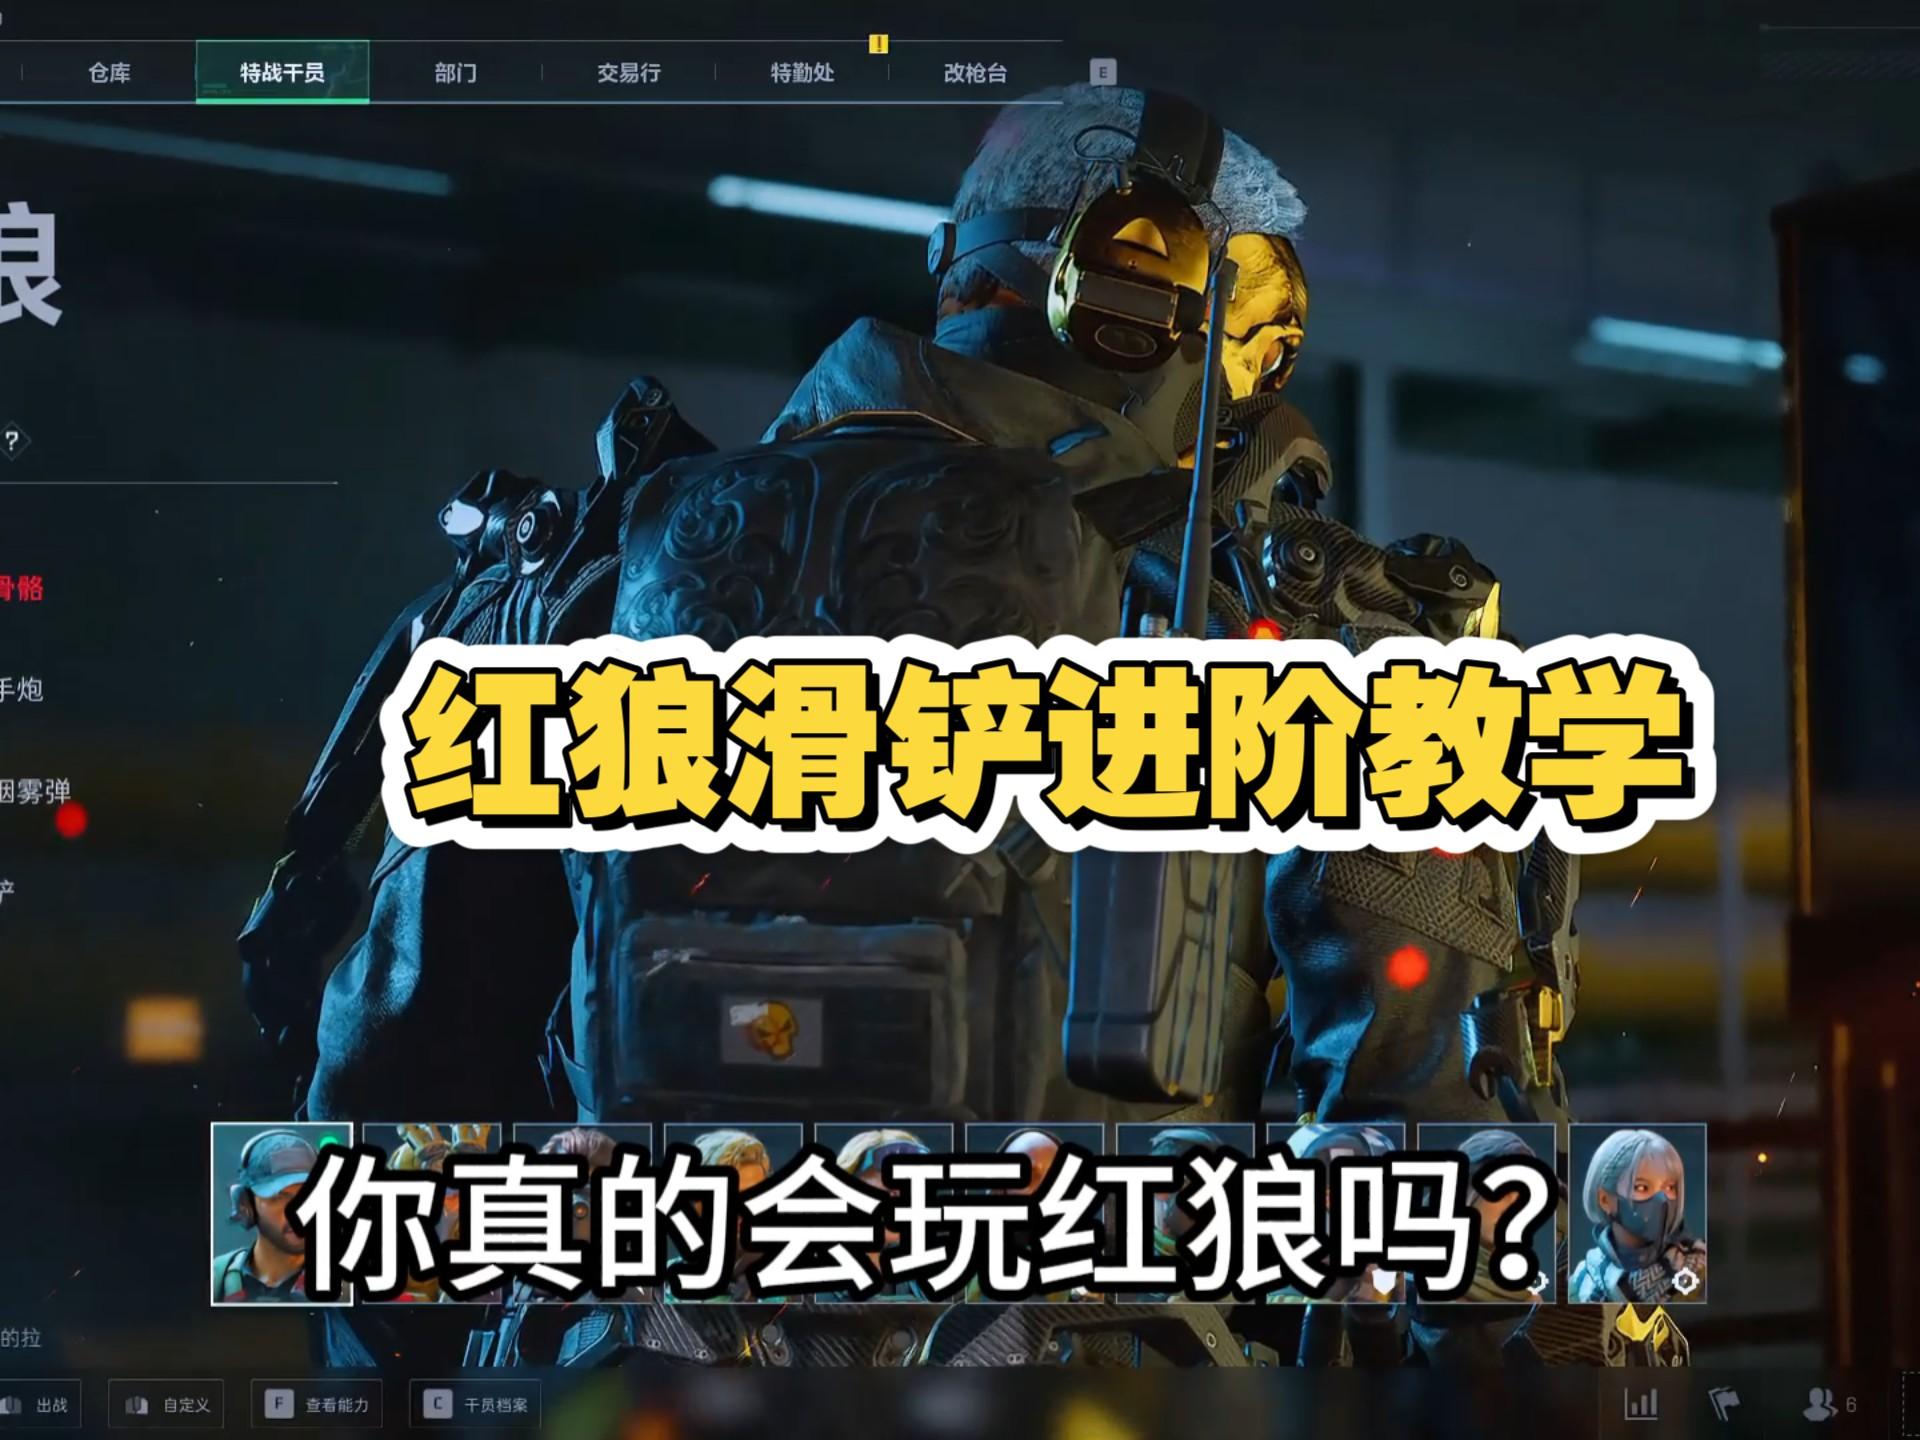 仓库
特战干员
部门
交易行
特勤处
改枪台
E
狼
?
骨骼
手炮
烟雾弹
铲
红狼滑铲进阶教学
你真的会玩红狼吗?
的拉
出战
自定义
F 查看能力
C 干员档案
6